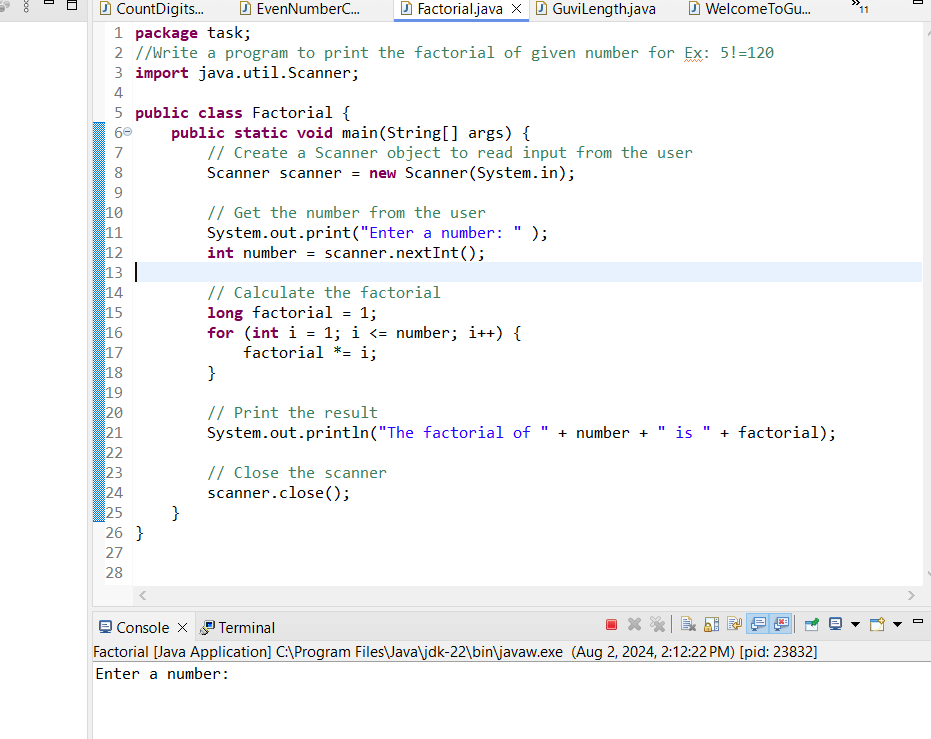 CountDigits... EvenNumberC... Factorial.java GuviLength.java WelcomeToGu... 11
1 package task;
2 //Write a program to print the factorial of given number for Ex: 5!=120
3 import java.util.Scanner;
4
5 public class Factorial {
6 public static void main(String[] args) {
7 // Create a Scanner object to read input from the user
8 Scanner scanner = new Scanner(System.in);
9
10 // Get the number from the user
11 System.out.print("Enter a number: " );
12 int number = scanner.nextInt();
13
14 // Calculate the factorial
15 long factorial = 1;
16 for (int i = 1; i <= number; i++) {
17 factorial *= i;
18 }
19
20 // Print the result
21 System.out.println("The factorial of " + number + " is " + factorial);
22
23 // Close the scanner
24 scanner.close();
25 }
26 }
27
28
Console Terminal
Factorial [Java Application] C:\Program Files\Java\jdk-22\bin\javaw.exe (Aug 2, 2024, 2:12:22 PM) [pid: 23832]
Enter a number: